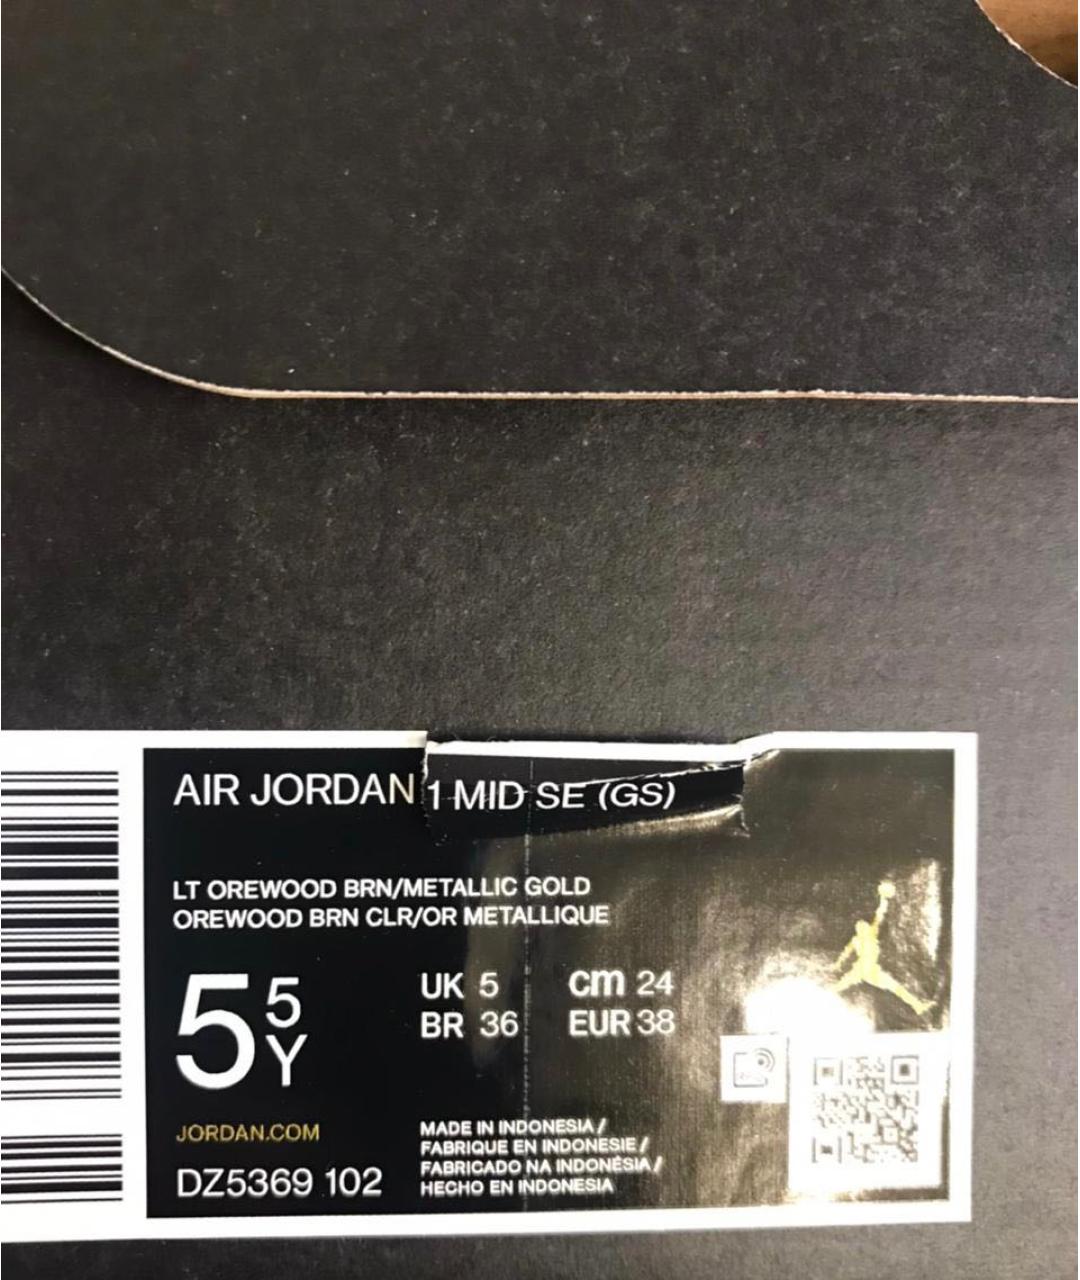 AIR JORDAN 1 MID SE (GS)
LT OREWOOD BRN/METALLIC GOLD
OREWOOD BRN CLR/OR METALLIQUE
5 5 Y
UK 5 cm 24
BR 36 EUR 38
JORDAN.COM
DZ5369 102
MADE IN INDONESIA /
FABRIQUE EN INDONESIE /
FABRICADO NA INDONÉSIA /
HECHO EN INDONESIA